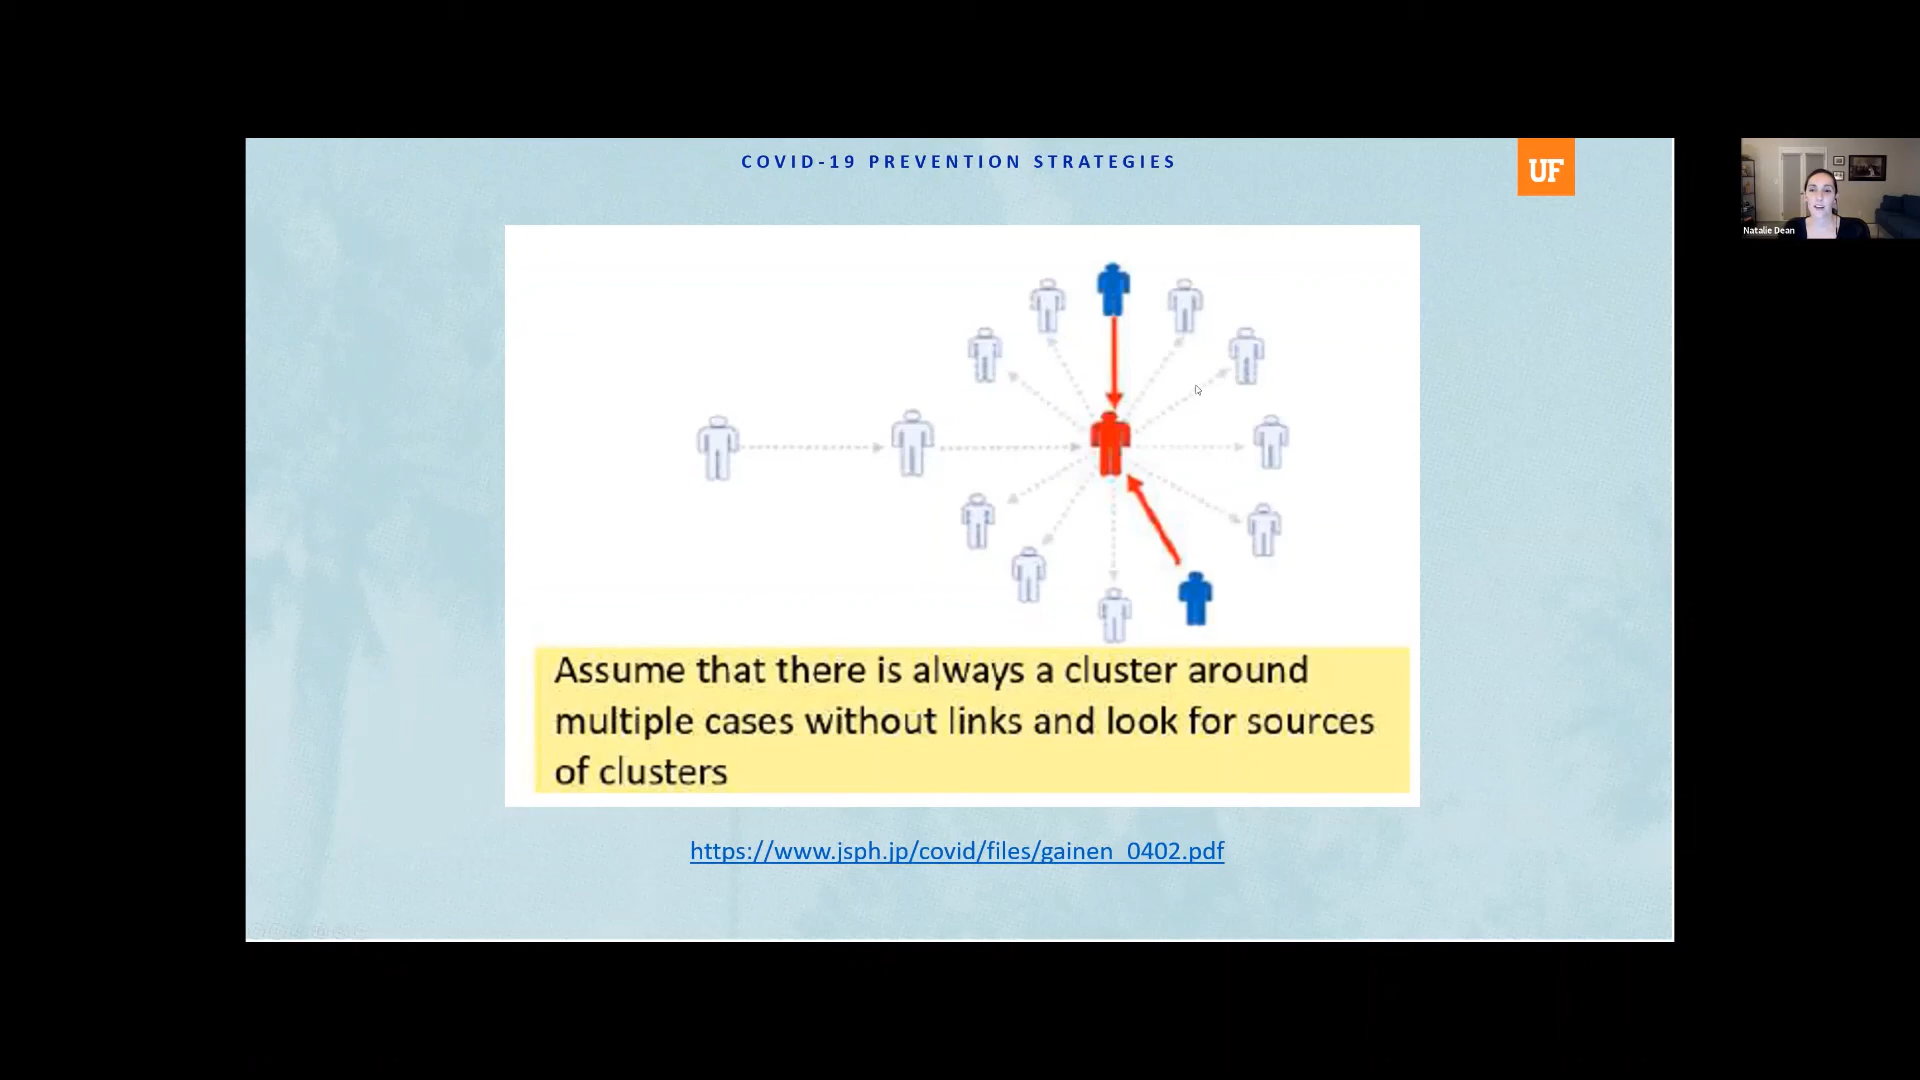 COVID-19 PREVENTION STRATEGIES
UF
Natalie Dean
Assume that there is always a cluster around
multiple cases without links and look for sources
of clusters
https://www.jsph.jp/covid/files/gainen_0402.pdf